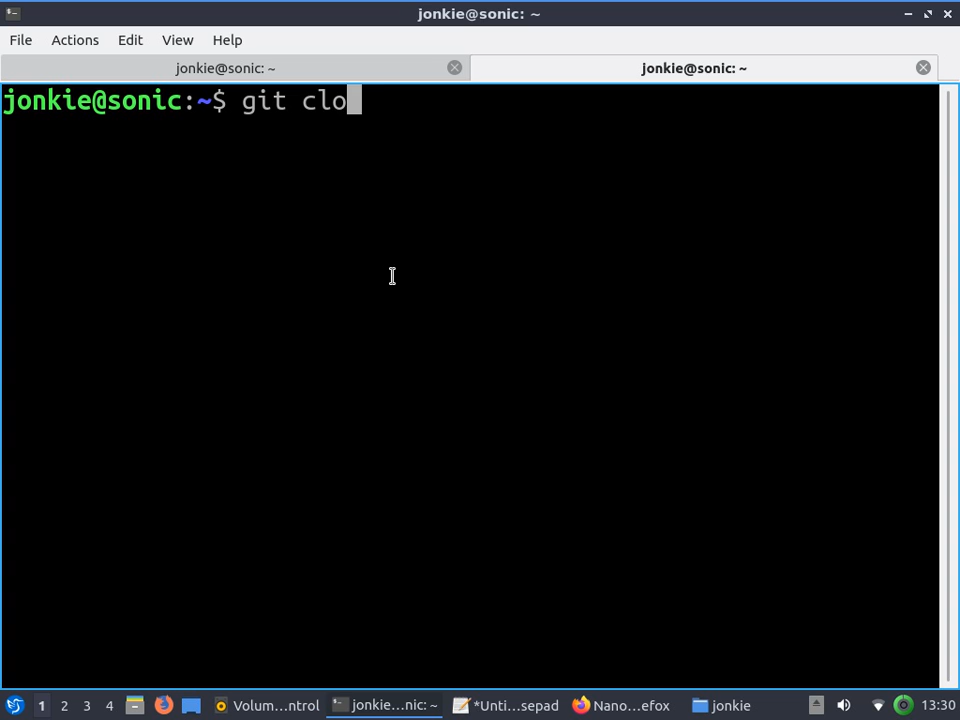 jonkie@sonic: ~
File Actions Edit View Help
jonkie@sonic: ~ jonkie@sonic: ~
jonkie@sonic:~$ git clo
1 2 3 4 Volum...ntrol jonkie...nic: ~ *Unti...sepad Nano...efox jonkie 13:30